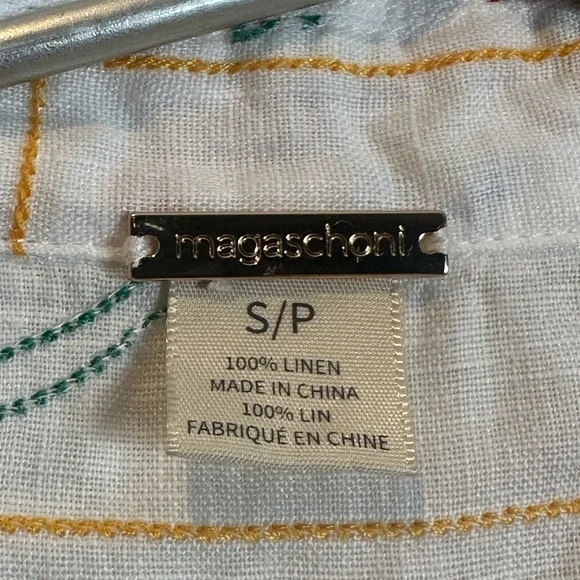 magaschoni
S/P
100% LINEN
MADE IN CHINA
100% LIN
FABRIQUÉ EN CHINE